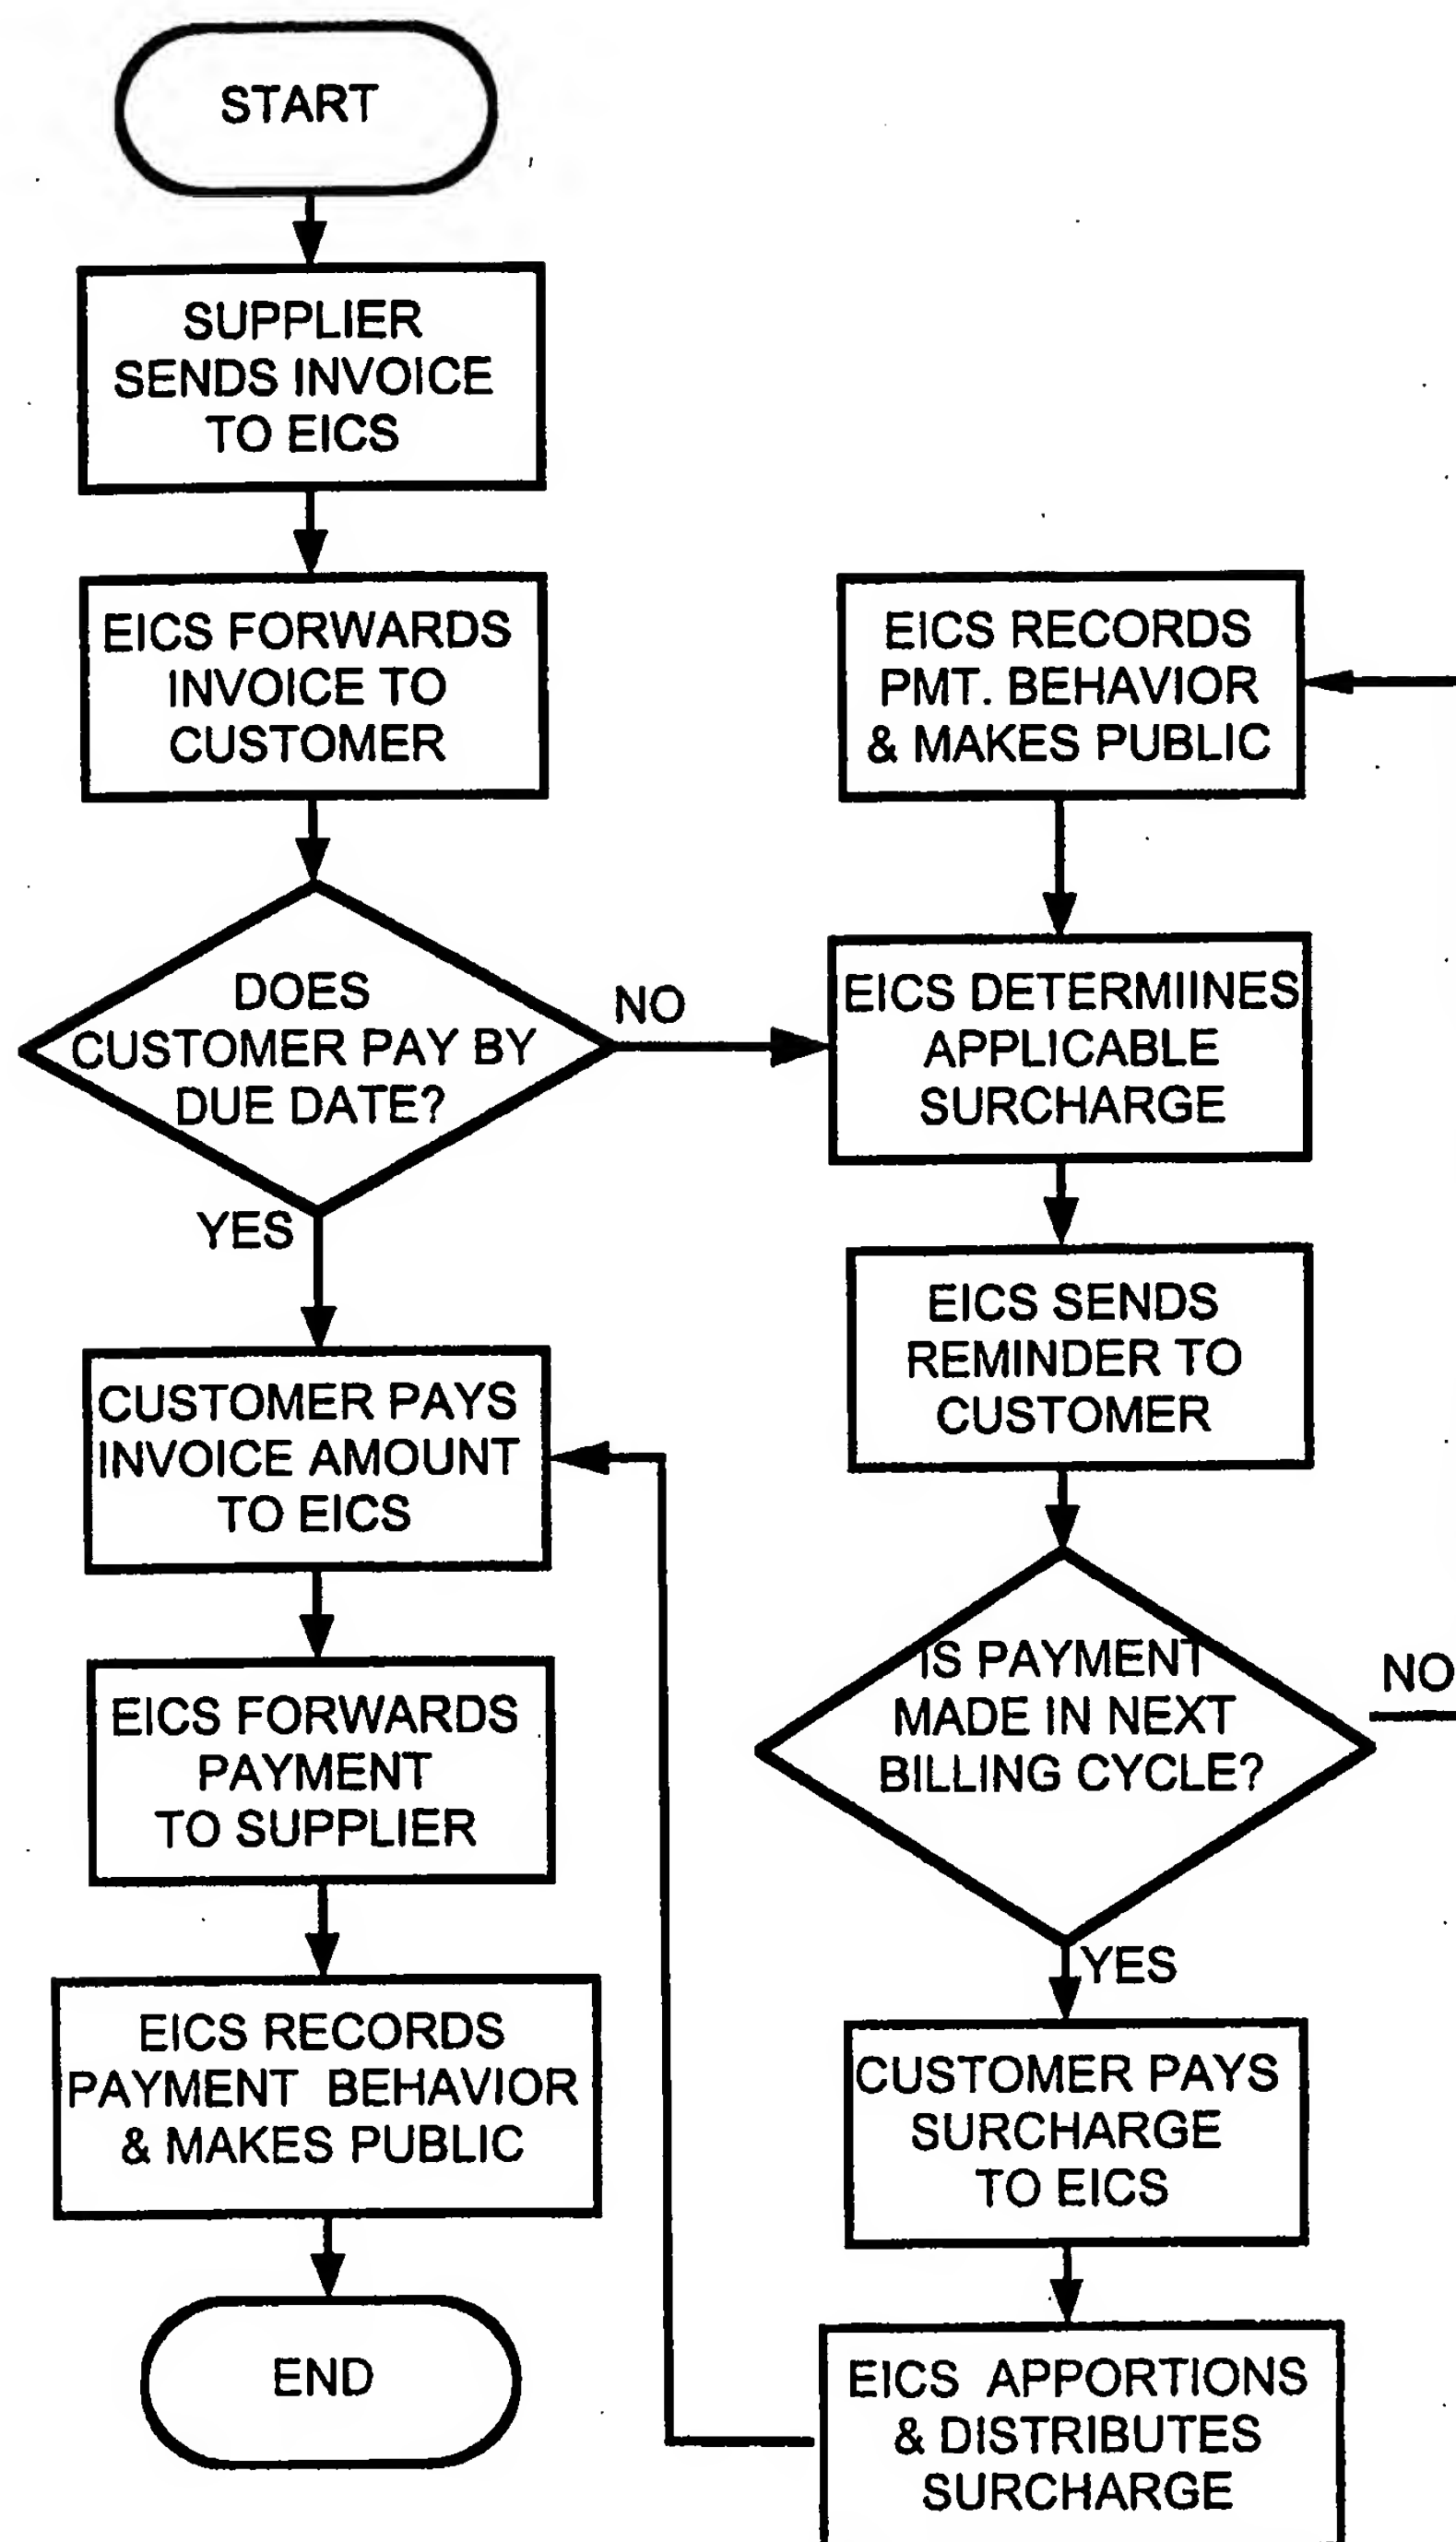 START
SUPPLIER
SENDS INVOICE
TO EICS
EICS FORWARDS
INVOICE TO
CUSTOMER
DOES
CUSTOMER PAY BY
DUE DATE?
NO
YES
CUSTOMER PAYS
INVOICE AMOUNT
TO EICS
EICS FORWARDS
PAYMENT
TO SUPPLIER
EICS RECORDS
PAYMENT BEHAVIOR
& MAKES PUBLIC
END
EICS RECORDS
PMT. BEHAVIOR
& MAKES PUBLIC
EICS DETERMIINES
APPLICABLE
SURCHARGE
EICS SENDS
REMINDER TO
CUSTOMER
IS PAYMENT
MADE IN NEXT
BILLING CYCLE?
NO
YES
CUSTOMER PAYS
SURCHARGE
TO EICS
EICS APPORTIONS
& DISTRIBUTES
SURCHARGE